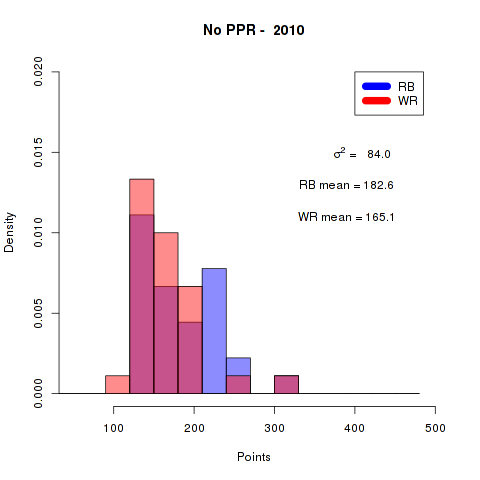 No PPR -  2010
RB
WR
σ² =   84.0
RB mean = 182.6
WR mean = 165.1
Density
0.000
0.005
0.010
0.015
0.020
100
200
300
400
500
Points